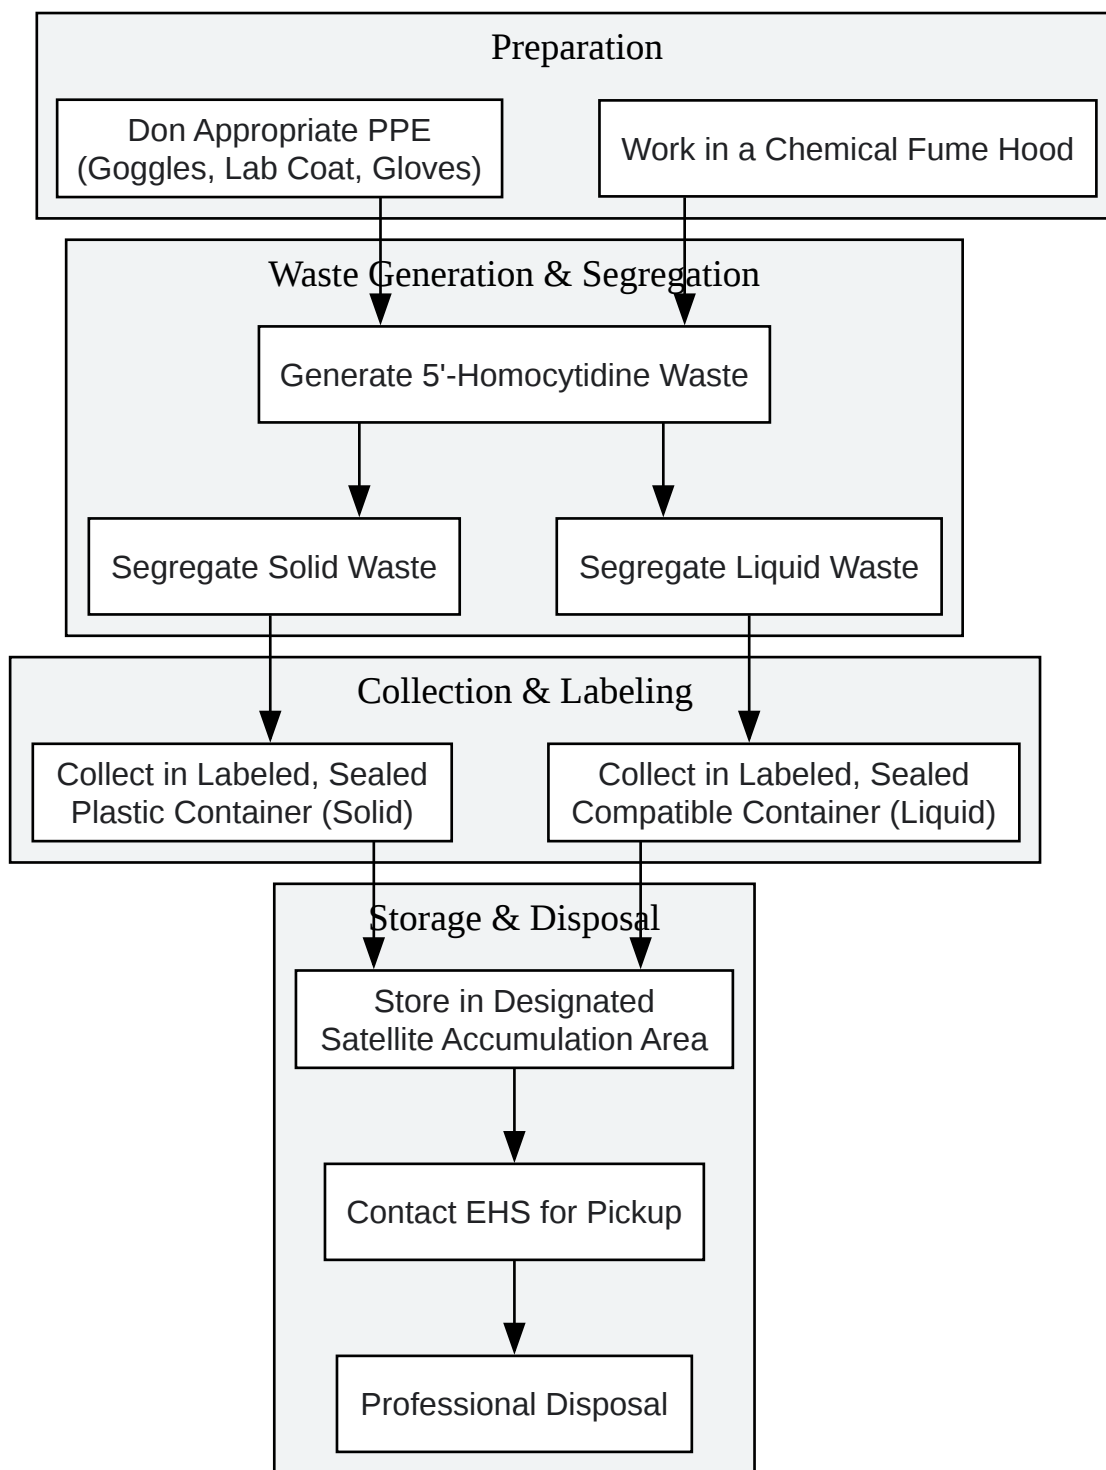 Preparation
Don Appropriate PPE
(Goggles, Lab Coat, Gloves)
Work in a Chemical Fume Hood
Waste Generation & Segregation
Generate 5'-Homocytidine Waste
Segregate Solid Waste
Segregate Liquid Waste
Collection & Labeling
Collect in Labeled, Sealed
Plastic Container (Solid)
Collect in Labeled, Sealed
Compatible Container (Liquid)
Storage & Disposal
Store in Designated
Satellite Accumulation Area
Contact EHS for Pickup
Professional Disposal